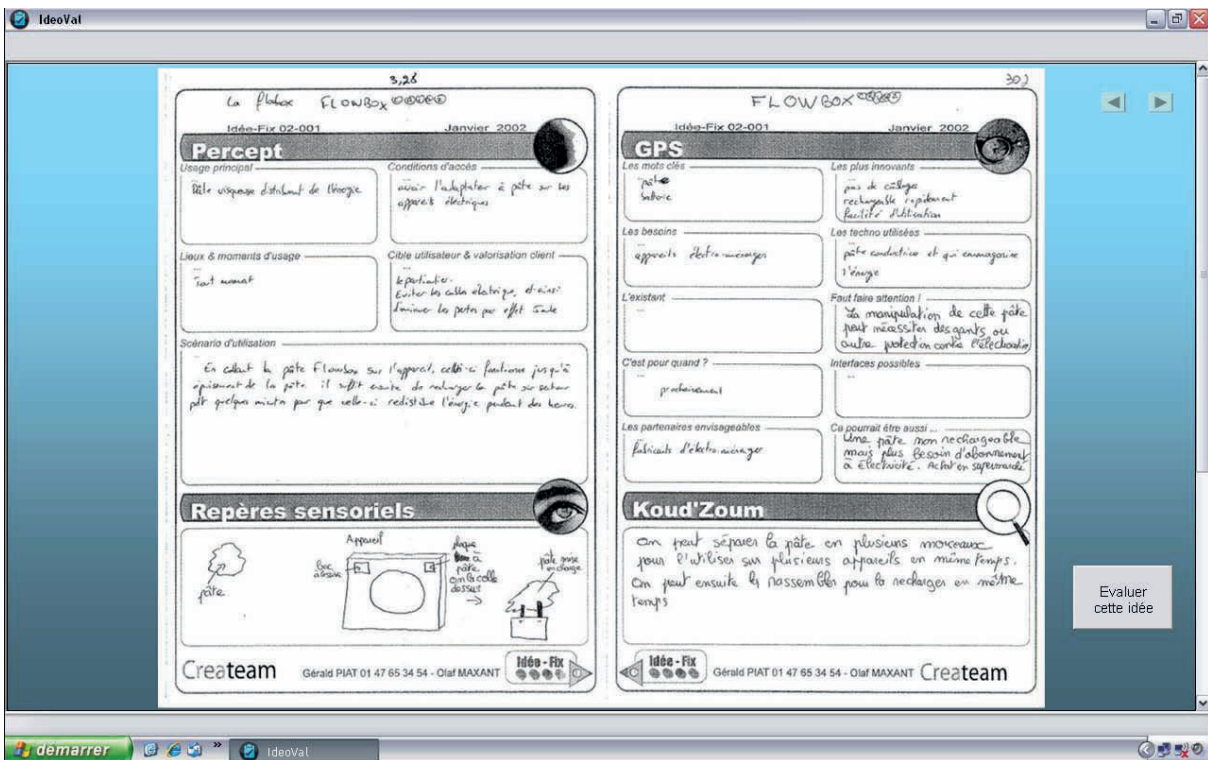 IdeoVal
3,28
La flobox FLOWBOX
Idée-Fix 02-001 Janvier 2002
Percept
Usage principal
Pâte visqueuse distribuant de l'énergie
Conditions d'accès
avoir l'adaptateur à pâte sur les
appareils électriques
Lieux & moments d'usage
Tout moment
Cible utilisateur & valorisation client
le particulier.
Eviter les cables électrique, et ainsi
diminuer les pertes par effet Joule
Scénario d'utilisation
En collant la pâte Flowbox sur l'appareil, celle-ci fonctionne jusqu'à
épuisement de la pâte. il suffit ensuite de recharger la pâte sur secteur
pdt quelques minutes pour que celle-ci redistribue l'énergie pendant des heures.
Repères sensoriels
pâte
Appareil
plaque
à
pâte
on la colle
dessus
pâte mise
en charge
Createam
Gérald PIAT 01 47 65 34 54 - Olaf MAXANT
Idée-Fix
302
FLOWBOX
Idée-Fix 02-001 Janvier 2002
GPS
Les mots clés
pâte
batterie
Les plus innovants
pas de câblage
rechargeable rapidement
facilité d'utilisation
Les besoins
appareils électro-ménagers
Les techno utilisées
pâte conductrice et qui emmagasine
l'énergie
L'existant
Faut faire attention !
La manipulation de cette pâte
peut nécessiter des gants ou
autre protection contre l'électrocution
C'est pour quand ?
prochainement
Interfaces possibles
Les partenaires envisageables
fabricants d'électro-ménager
Ca pourrait être aussi ...
Une pâte non rechargeable
mais plus besoin d'abonnement
à électricité. Achat en supermarché
Koud'Zoum
On peut séparer la pâte en plusieurs morceaux
pour l'utiliser sur plusieurs appareils en même temps.
On peut ensuite les rassembler pour la recharger en même
temps
Idée-Fix
Gérald PIAT 01 47 65 34 54 - Olaf MAXANT
Createam
Evaluer
cette idée
démarrer
IdeoVal